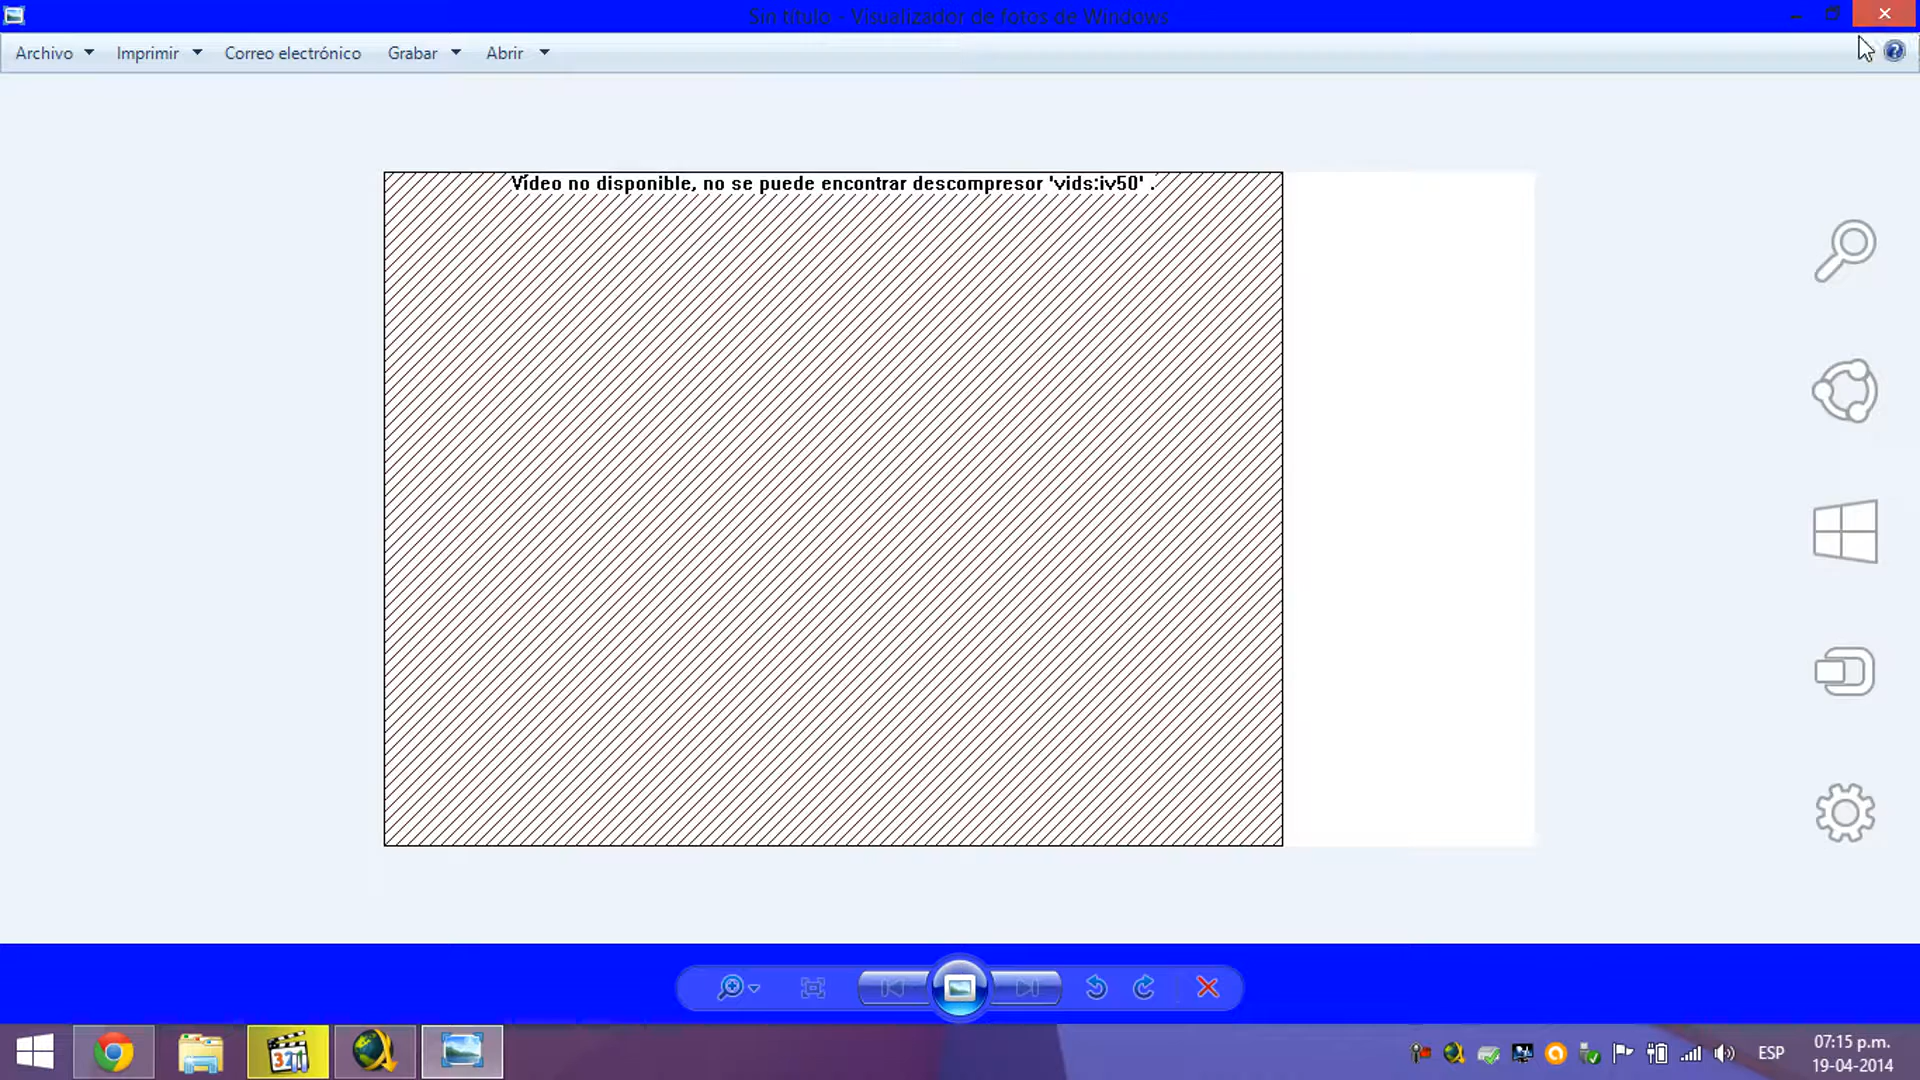 Sin título - Visualizador de fotos de Windows
Archivo Imprimir Correo electrónico Grabar Abrir
Vídeo no disponible, no se puede encontrar descompresor 'vids:iv50' .
321
ESP
07:15 p.m.
19-04-2014